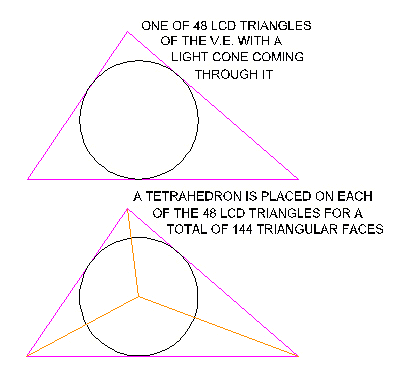 ONE OF 48 LCD TRIANGLES
OF THE V.E. WITH A
LIGHT CONE COMING
THROUGH IT
A TETRAHEDRON IS PLACED ON EACH
OF THE 48 LCD TRIANGLES FOR A
TOTAL OF 144 TRIANGULAR FACES